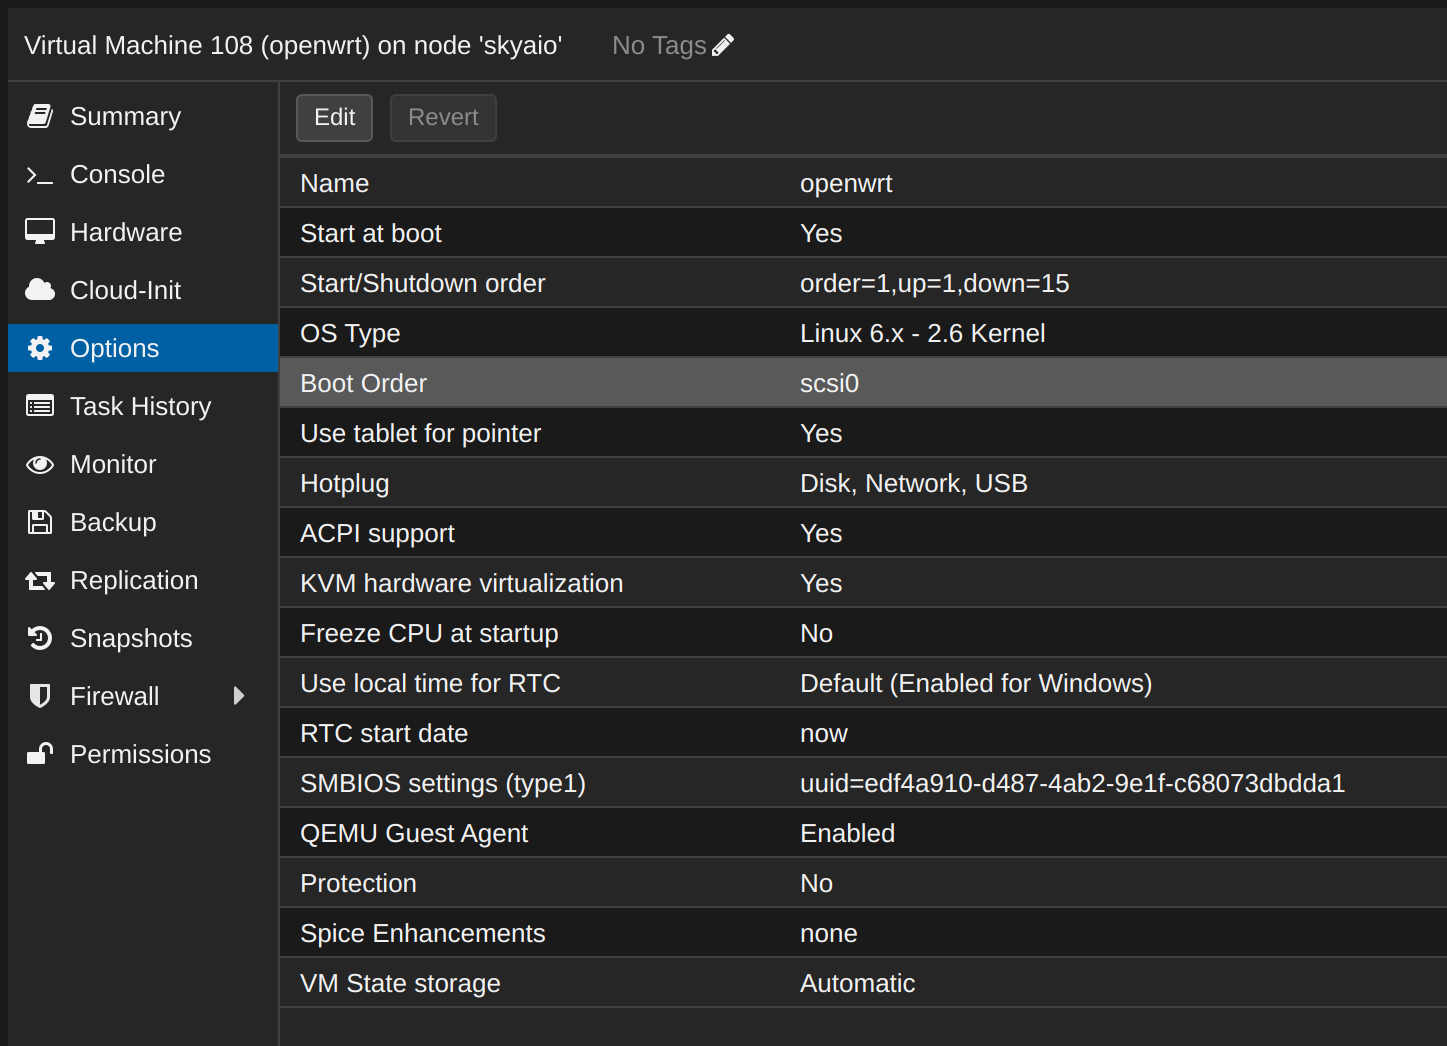 Virtual Machine 108 (openwrt) on node 'skyaio' No Tags
Summary
Console
Hardware
Cloud-Init
Options
Task History
Monitor
Backup
Replication
Snapshots
Firewall
Permissions
Edit Revert
Name openwrt
Start at boot Yes
Start/Shutdown order order=1,up=1,down=15
OS Type Linux 6.x - 2.6 Kernel
Boot Order scsi0
Use tablet for pointer Yes
Hotplug Disk, Network, USB
ACPI support Yes
KVM hardware virtualization Yes
Freeze CPU at startup No
Use local time for RTC Default (Enabled for Windows)
RTC start date now
SMBIOS settings (type1) uuid=edf4a910-d487-4ab2-9e1f-c68073dbdda1
QEMU Guest Agent Enabled
Protection No
Spice Enhancements none
VM State storage Automatic